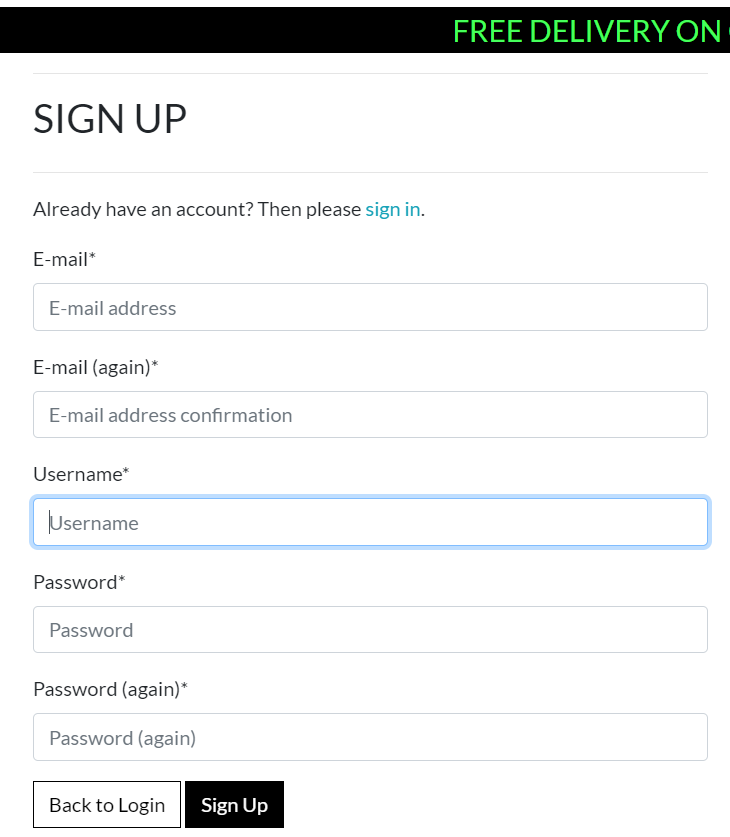 FREE DELIVERY ON
SIGN UP
Already have an account? Then please sign in.
E-mail*
E-mail address
E-mail (again)*
E-mail address confirmation
Username*
Username
Password*
Password
Password (again)*
Password (again)
Back to Login
Sign Up